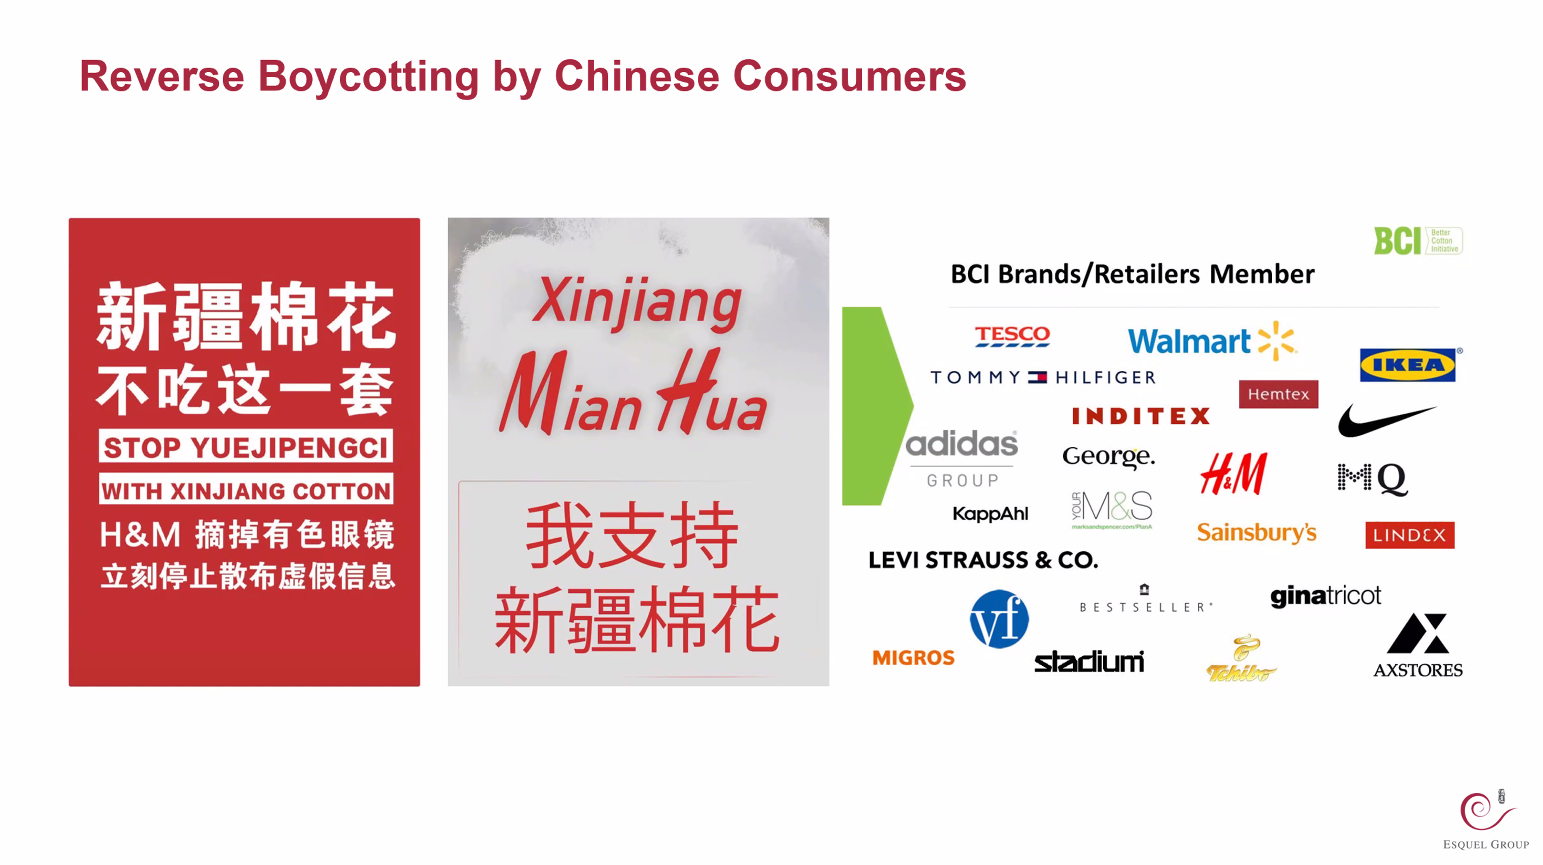 Reverse Boycotting by Chinese Consumers
新疆棉花
不吃这一套
STOP YUEJIPENGCI
WITH XINJIANG COTTON
H&M 摘掉有色眼镜
立刻停止散布虚假信息
Xinjiang
Mian Hua
我支持
新疆棉花
BCI Better Cotton Initiative
BCI Brands/Retailers Member
TESCO
Walmart
IKEA
TOMMY HILFIGER
Hemtex
INDITEX
adidas
GROUP
George.
H&M
MQ
KappAhl
YOUR M&S
marksandspencer.com/PlanA
Sainsbury's
LINDEX
LEVI STRAUSS & CO.
vf
BESTSELLER
ginatricot
MIGROS
stadium
Tchibo
AXSTORES
ESQUEL GROUP